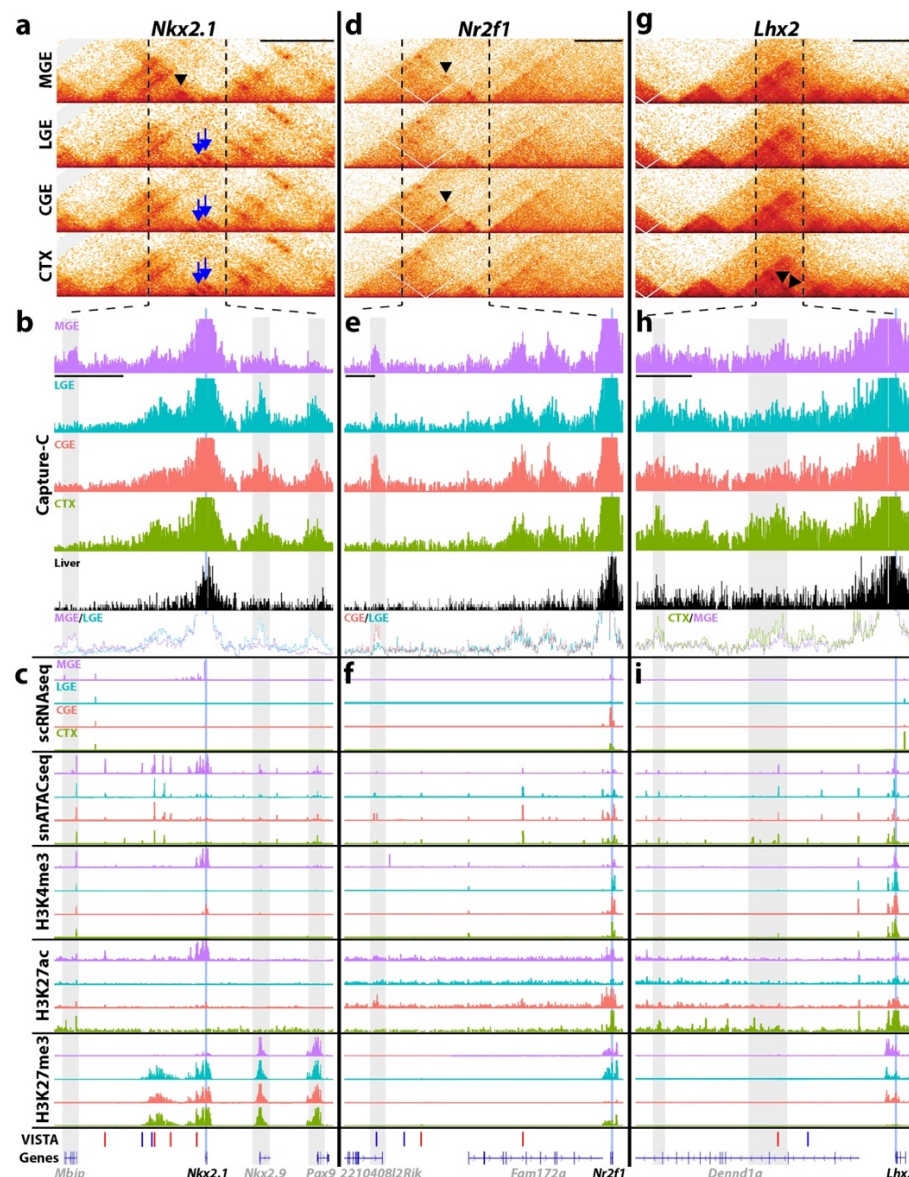 a
Nkx2.1
d
Nr2f1
g
Lhx2
MGE
LGE
CGE
CTX
b
e
h
Capture-C
MGE
LGE
CGE
CTX
Liver
MGE/LGE
CGE/LGE
CTX/MGE
c
f
i
scRNAseq
MGE
LGE
CGE
CTX
snATACseq
H3K4me3
H3K27ac
H3K27me3
VISTA
Genes
Mbip
Nkx2.1
Nkx2.9
Pax9
2210408I2Rik
Fam172a
Nr2f1
Dennd1a
Lhx